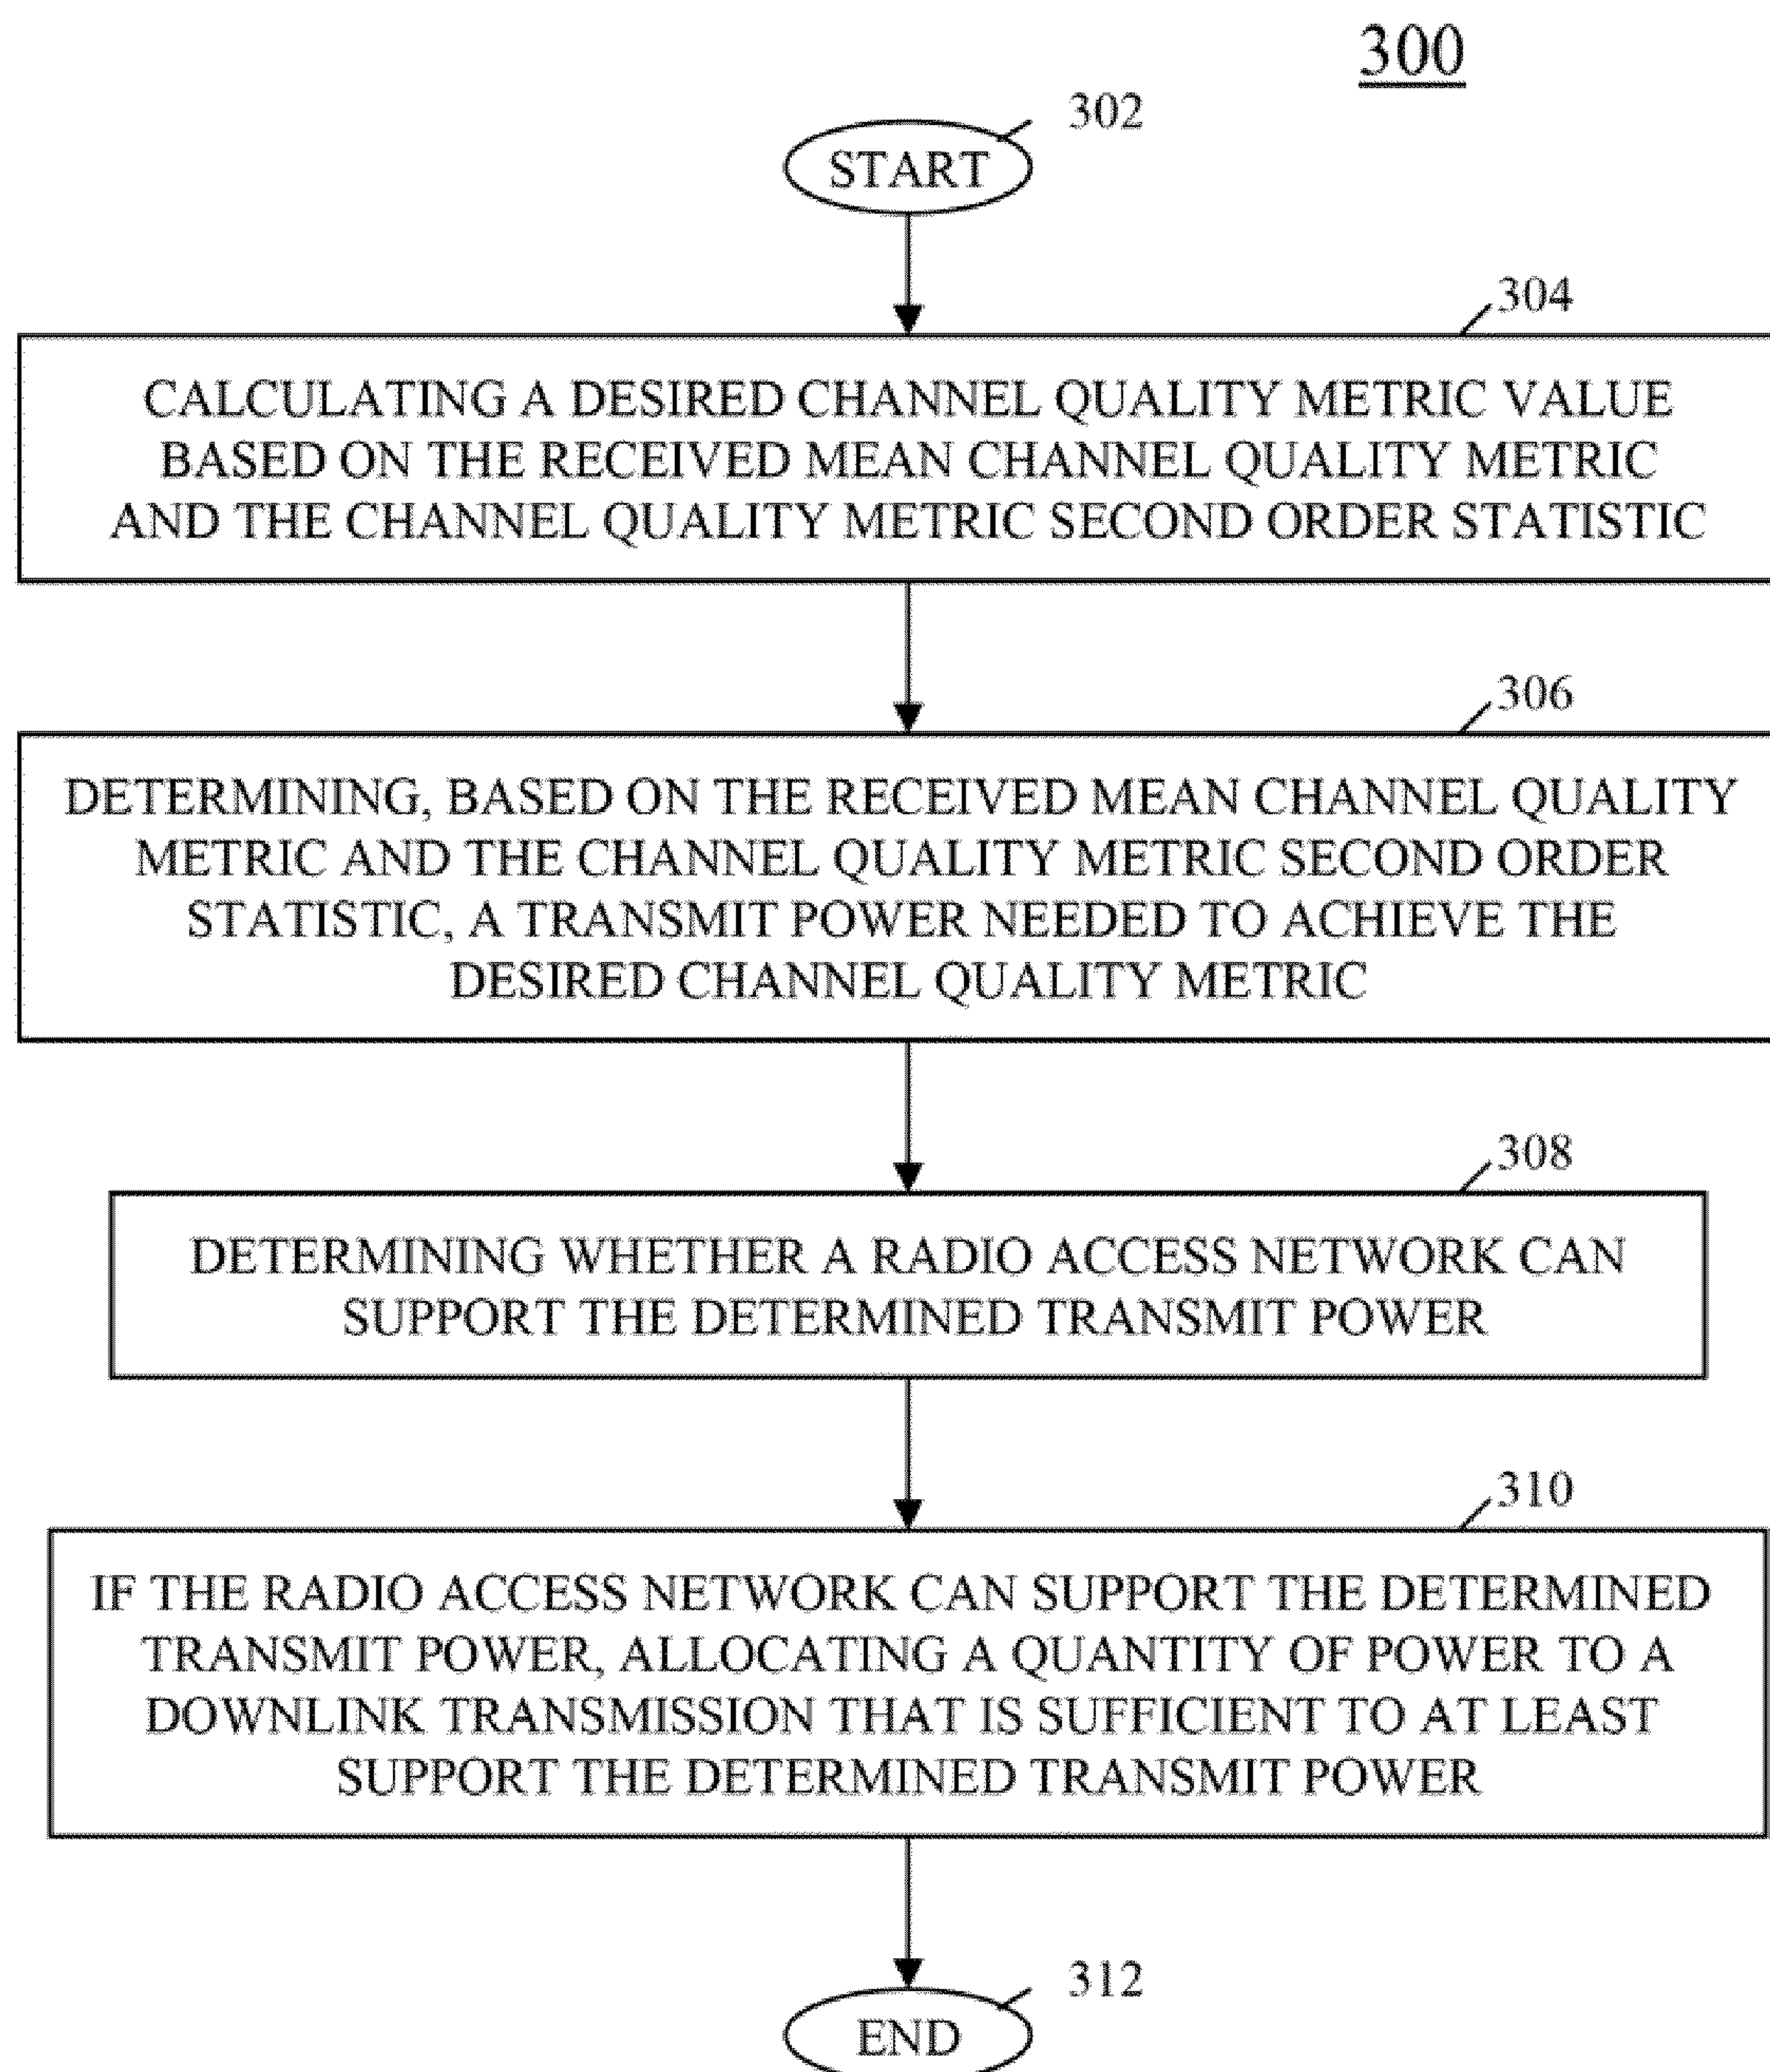 300
302
START
304
CALCULATING A DESIRED CHANNEL QUALITY METRIC VALUE
BASED ON THE RECEIVED MEAN CHANNEL QUALITY METRIC
AND THE CHANNEL QUALITY METRIC SECOND ORDER STATISTIC
306
DETERMINING, BASED ON THE RECEIVED MEAN CHANNEL QUALITY
METRIC AND THE CHANNEL QUALITY METRIC SECOND ORDER
STATISTIC, A TRANSMIT POWER NEEDED TO ACHIEVE THE
DESIRED CHANNEL QUALITY METRIC
308
DETERMINING WHETHER A RADIO ACCESS NETWORK CAN
SUPPORT THE DETERMINED TRANSMIT POWER
310
IF THE RADIO ACCESS NETWORK CAN SUPPORT THE DETERMINED
TRANSMIT POWER, ALLOCATING A QUANTITY OF POWER TO A
DOWNLINK TRANSMISSION THAT IS SUFFICIENT TO AT LEAST
SUPPORT THE DETERMINED TRANSMIT POWER
312
END